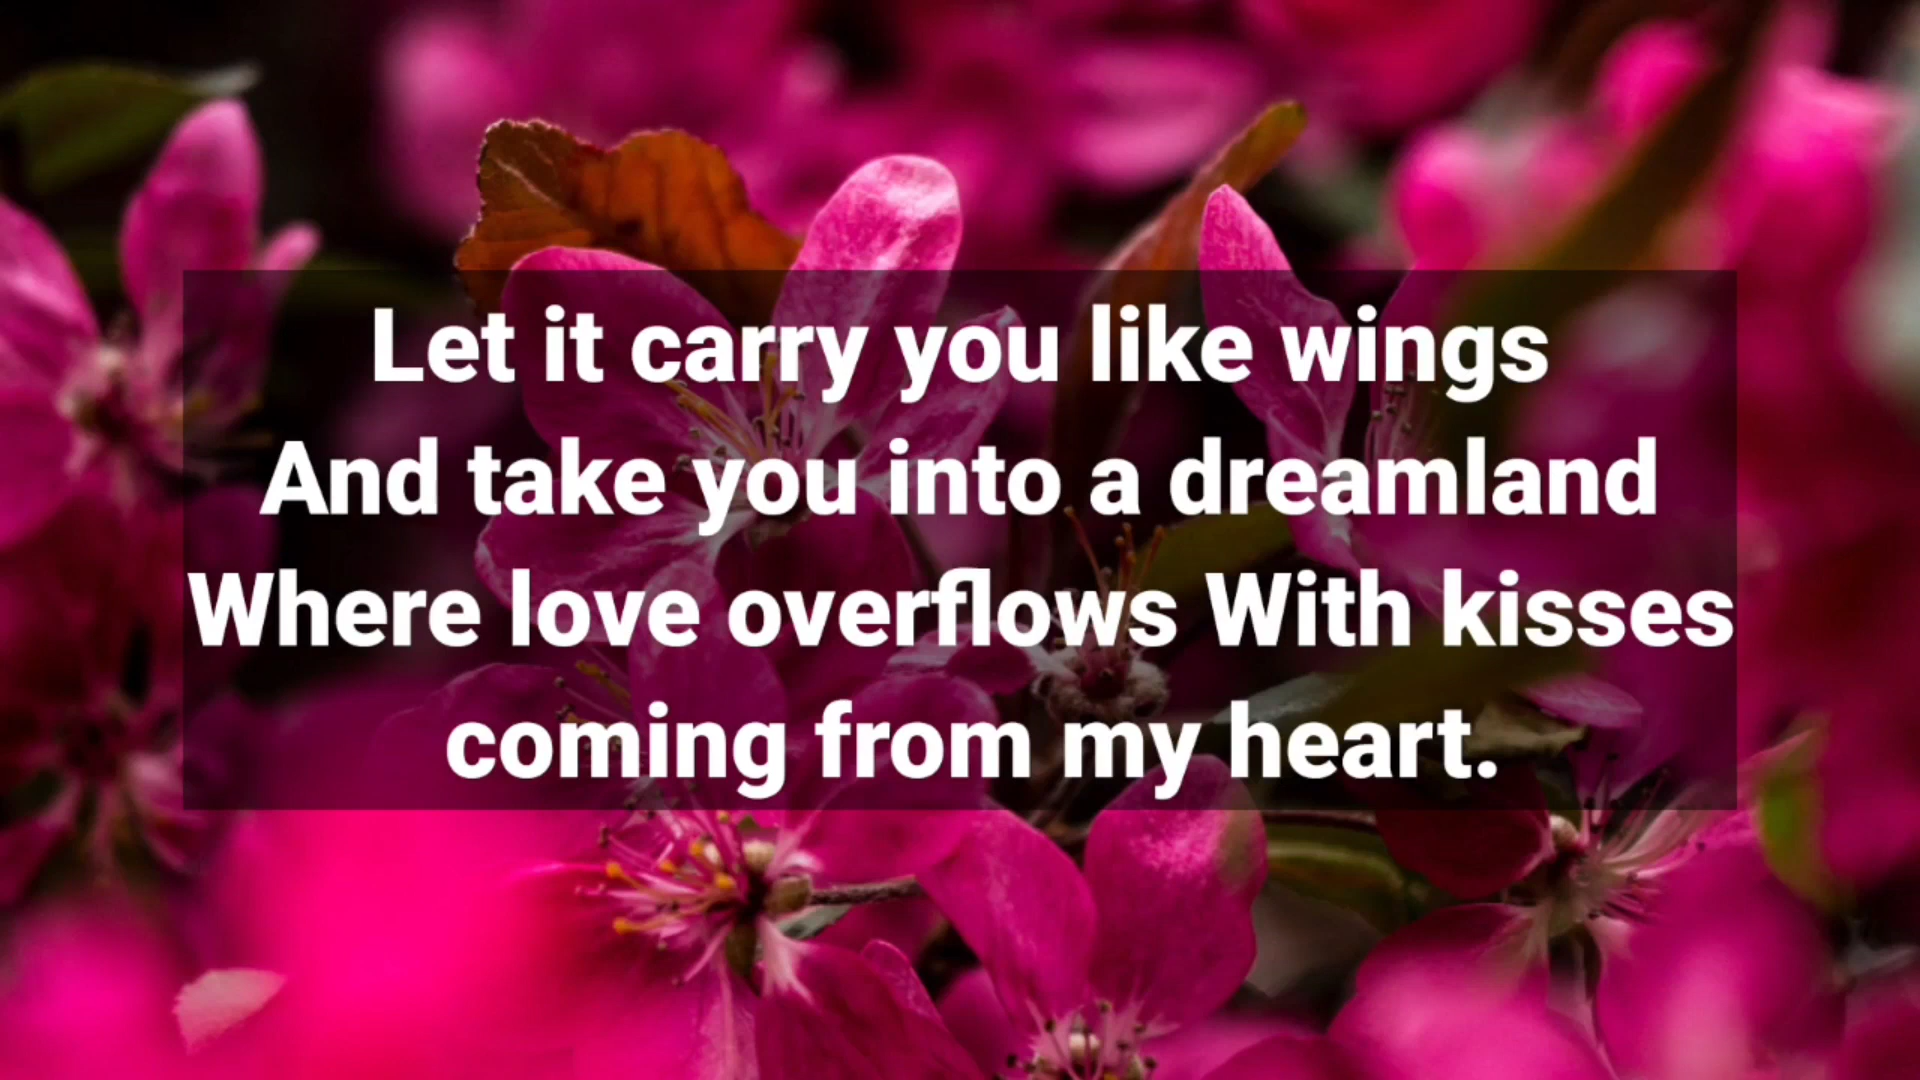 Let it carry you like wings
And take you into a dreamland
Where love overflows With kisses
coming from my heart.